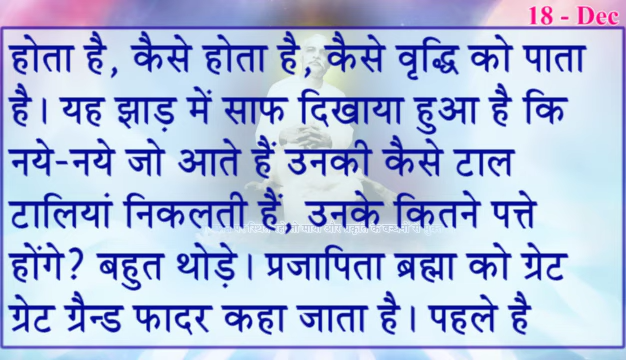 18 - Dec
होता है, कैसे होता है, कैसे वृद्धि को पाता
है। यह झाड़ में साफ दिखाया हुआ है कि
नये-नये जो आते हैं उनकी कैसे टाल
टालियां निकलती हैं, उनके कितने पत्ते
होंगे? बहुत थोड़े। प्रजापिता ब्रह्मा को ग्रेट
ग्रेट ग्रैन्ड फादर कहा जाता है। पहले है